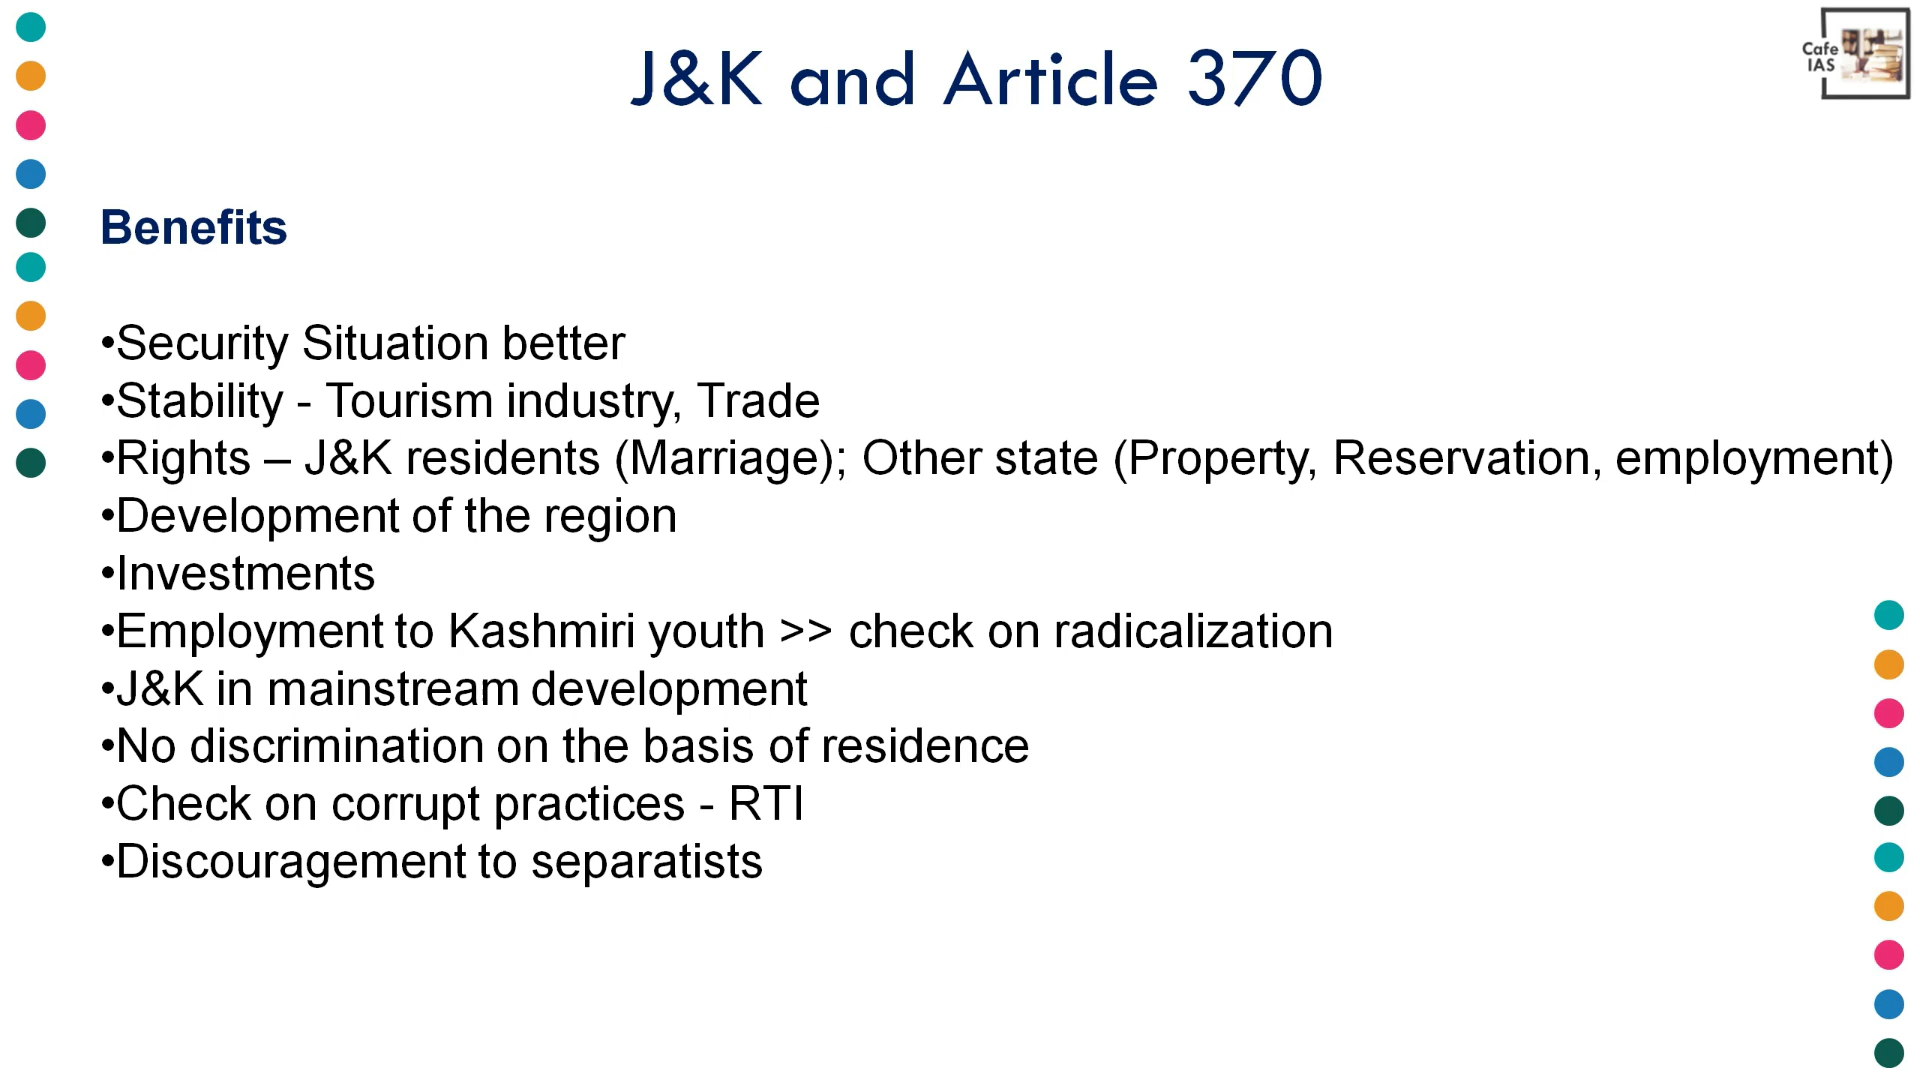 J&K and Article 370
Cafe
IAS
Benefits
•Security Situation better
•Stability - Tourism industry, Trade
•Rights – J&K residents (Marriage); Other state (Property, Reservation, employment)
•Development of the region
•Investments
•Employment to Kashmiri youth >> check on radicalization
•J&K in mainstream development
•No discrimination on the basis of residence
•Check on corrupt practices - RTI
•Discouragement to separatists